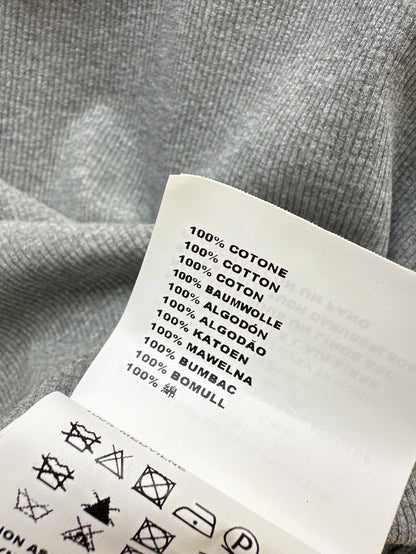 100% COTONE
100% COTTON
100% COTON
100% BAUMWOLLE
100% ALGODÓN
100% ALGODÃO
100% KATOEN
100% MAWELNA
100% BUMBAC
100% BOMULL
100% 綿
P